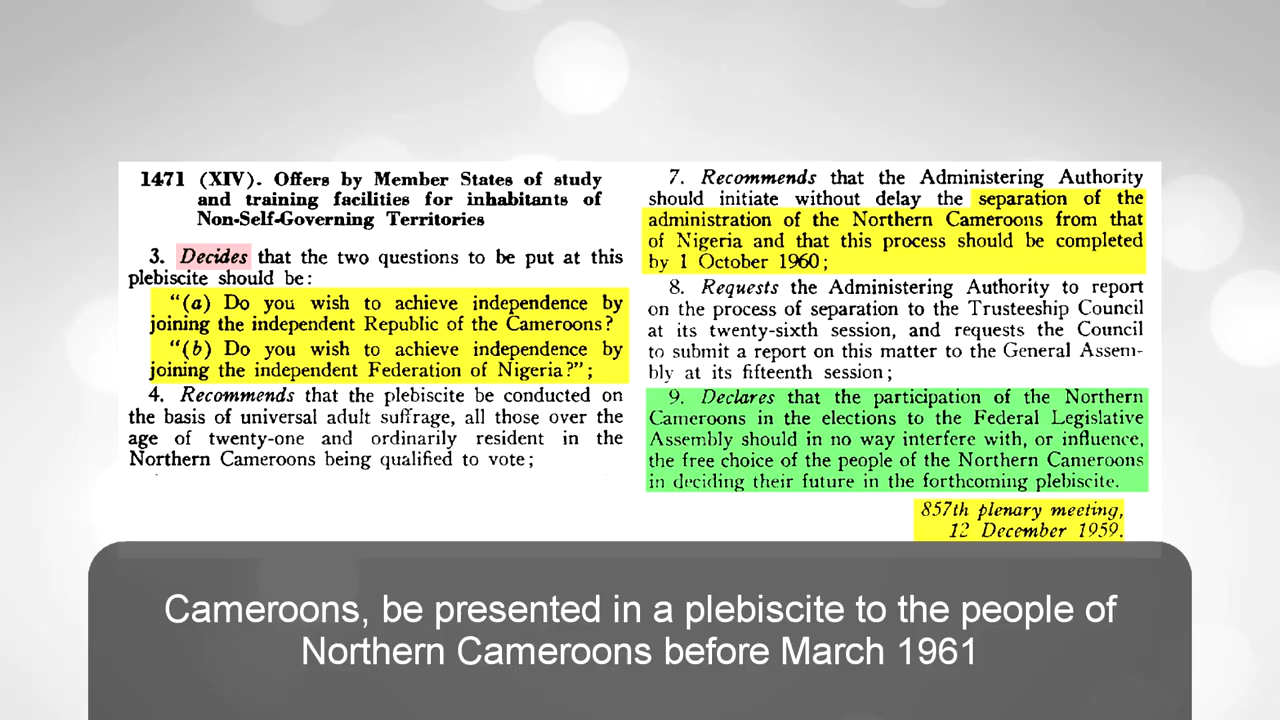 1471 (XIV). Offers by Member States of study
and training facilities for inhabitants of
Non-Self-Governing Territories
3. Decides that the two questions to be put at this
plebiscite should be:
"(a) Do you wish to achieve independence by
joining the independent Republic of the Cameroons?
"(b) Do you wish to achieve independence by
joining the independent Federation of Nigeria?";
4. Recommends that the plebiscite be conducted on
the basis of universal adult suffrage, all those over the
age of twenty-one and ordinarily resident in the
Northern Cameroons being qualified to vote;
7. Recommends that the Administering Authority
should initiate without delay the separation of the
administration of the Northern Cameroons from that
of Nigeria and that this process should be completed
by 1 October 1960;
8. Requests the Administering Authority to report
on the process of separation to the Trusteeship Council
at its twenty-sixth session, and requests the Council
to submit a report on this matter to the General Assem-
bly at its fifteenth session;
9. Declares that the participation of the Northern
Cameroons in the elections to the Federal Legislative
Assembly should in no way interfere with, or influence,
the free choice of the people of the Northern Cameroons
in deciding their future in the forthcoming plebiscite.
857th plenary meeting,
12 December 1959.
Cameroons, be presented in a plebiscite to the people of
Northern Cameroons before March 1961